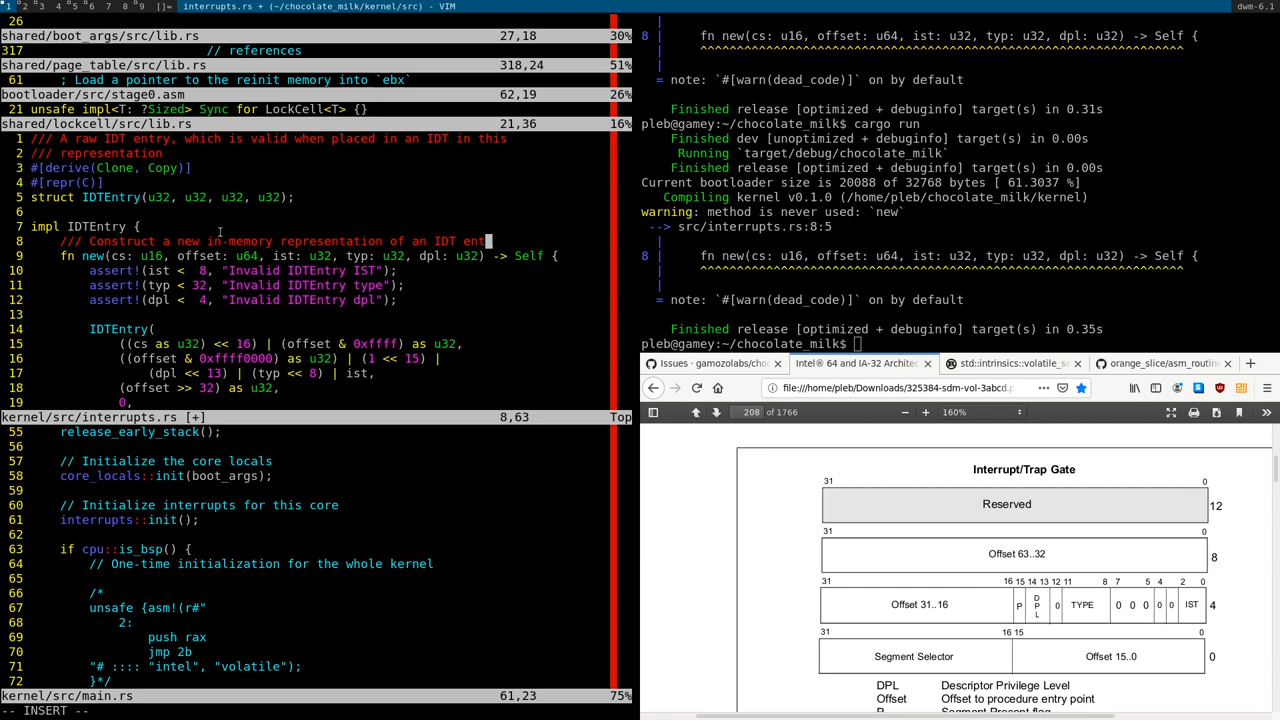 1 2 3 4 5 6 7 8 9 []= interrupts.rs + (~/chocolate_milk/kernel/src) - VIM dwm-6.1
26
shared/boot_args/src/lib.rs 27,18 30%
317 // references
shared/page_table/src/lib.rs 318,24 51%
61 ; Load a pointer to the reinit memory into `ebx`
bootloader/src/stage0.asm 62,19 26%
21 unsafe impl<T: ?Sized> Sync for LockCell<T> {}
shared/lockcell/src/lib.rs 21,36 16%
1 /// A raw IDT entry, which is valid when placed in an IDT in this
2 /// representation
3 #[derive(Clone, Copy)]
4 #[repr(C)]
5 struct IDTEntry(u32, u32, u32, u32);
6
7 impl IDTEntry {
8 /// Construct a new in-memory representation of an IDT ent
9 fn new(cs: u16, offset: u64, ist: u32, typ: u32, dpl: u32) -> Self {
10 assert!(ist <  8, "Invalid IDTEntry IST");
11 assert!(typ < 32, "Invalid IDTEntry type");
12 assert!(dpl <  4, "Invalid IDTEntry dpl");
13
14 IDTEntry(
15 ((cs as u32) << 16) | (offset & 0xffff) as u32,
16 ((offset & 0xffff0000) as u32) | (1 << 15) |
17 (dpl << 13) | (typ << 8) | ist,
18 (offset >> 32) as u32,
19 0,
kernel/src/interrupts.rs [+] 8,63 Top
55 release_early_stack();
56
57 // Initialize the core locals
58 core_locals::init(boot_args);
59
60 // Initialize interrupts for this core
61 interrupts::init();
62
63 if cpu::is_bsp() {
64 // One-time initialization for the whole kernel
65
66 /*
67 unsafe {asm!(r#"
68 2:
69 push rax
70 jmp 2b
71 "# :::: "intel", "volatile");
72 }*/
kernel/src/main.rs 61,23 75%
-- INSERT --
|
8 | fn new(cs: u16, offset: u64, ist: u32, typ: u32, dpl: u32) -> Self {
| ^^^^^^^^^^^^^^^^^^^^^^^^^^^^^^^^^^^^^^^^^^^^^^^^^^^^^^^^^^^^^^^^^^
|
= note: `#[warn(dead_code)]` on by default
Finished release [optimized + debuginfo] target(s) in 0.31s
pleb@gamey:~/chocolate_milk$ cargo run
Finished dev [unoptimized + debuginfo] target(s) in 0.00s
Running `target/debug/chocolate_milk`
Finished release [optimized + debuginfo] target(s) in 0.00s
Current bootloader size is 20088 of 32768 bytes [ 61.3037 %]
Compiling kernel v0.1.0 (/home/pleb/chocolate_milk/kernel)
warning: method is never used: `new`
--> src/interrupts.rs:8:5
|
8 | fn new(cs: u16, offset: u64, ist: u32, typ: u32, dpl: u32) -> Self {
| ^^^^^^^^^^^^^^^^^^^^^^^^^^^^^^^^^^^^^^^^^^^^^^^^^^^^^^^^^^^^^^^^^^
|
= note: `#[warn(dead_code)]` on by default
Finished release [optimized + debuginfo] target(s) in 0.35s
pleb@gamey:~/chocolate_milk$
Issues · gamozolabs/choc Intel® 64 and IA-32 Architec std::intrinsics::volatile_se orange_slice/asm_routine
file:///home/pleb/Downloads/325384-sdm-vol-3abcd.p
208 of 1766 160%
Interrupt/Trap Gate
31 0
Reserved 12
31 0
Offset 63..32 8
31 16 15 14 13 12 11 8 7 5 4 2 0
Offset 31..16 P DPL 0 TYPE 0 0 0 0 0 IST 4
31 16 15 0
Segment Selector Offset 15..0 0
DPL Descriptor Privilege Level
Offset Offset to procedure entry point
P Segment Present flag